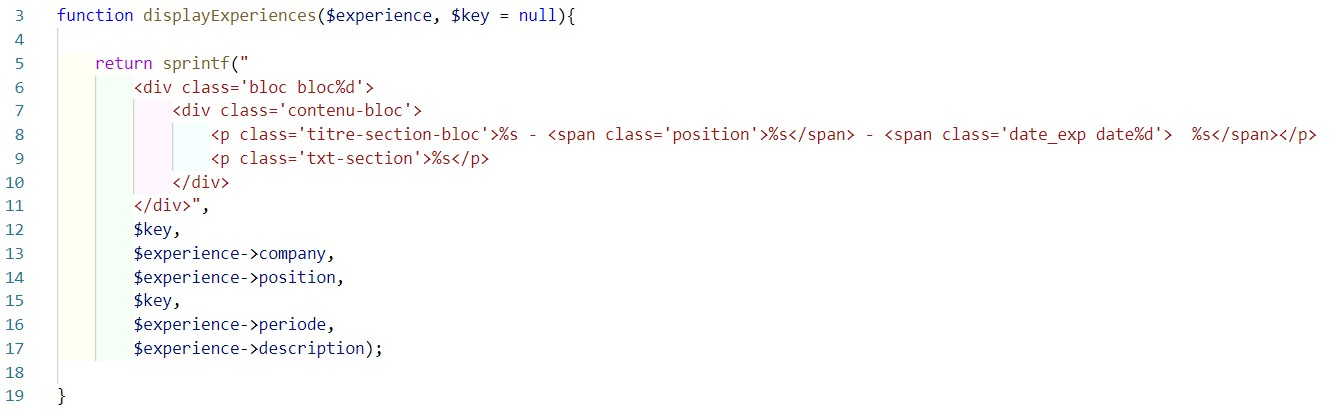 3 function displayExperiences($experience, $key = null){
4
5 return sprintf("
6 <div class='bloc bloc%d'>
7 <div class='contenu-bloc'>
8 <p class='titre-section-bloc'>%s - <span class='position'>%s</span> - <span class='date_exp date%d'>  %s</span></p>
9 <p class='txt-section'>%s</p>
10 </div>
11 </div>",
12 $key,
13 $experience->company,
14 $experience->position,
15 $key,
16 $experience->periode,
17 $experience->description);
18
19 }